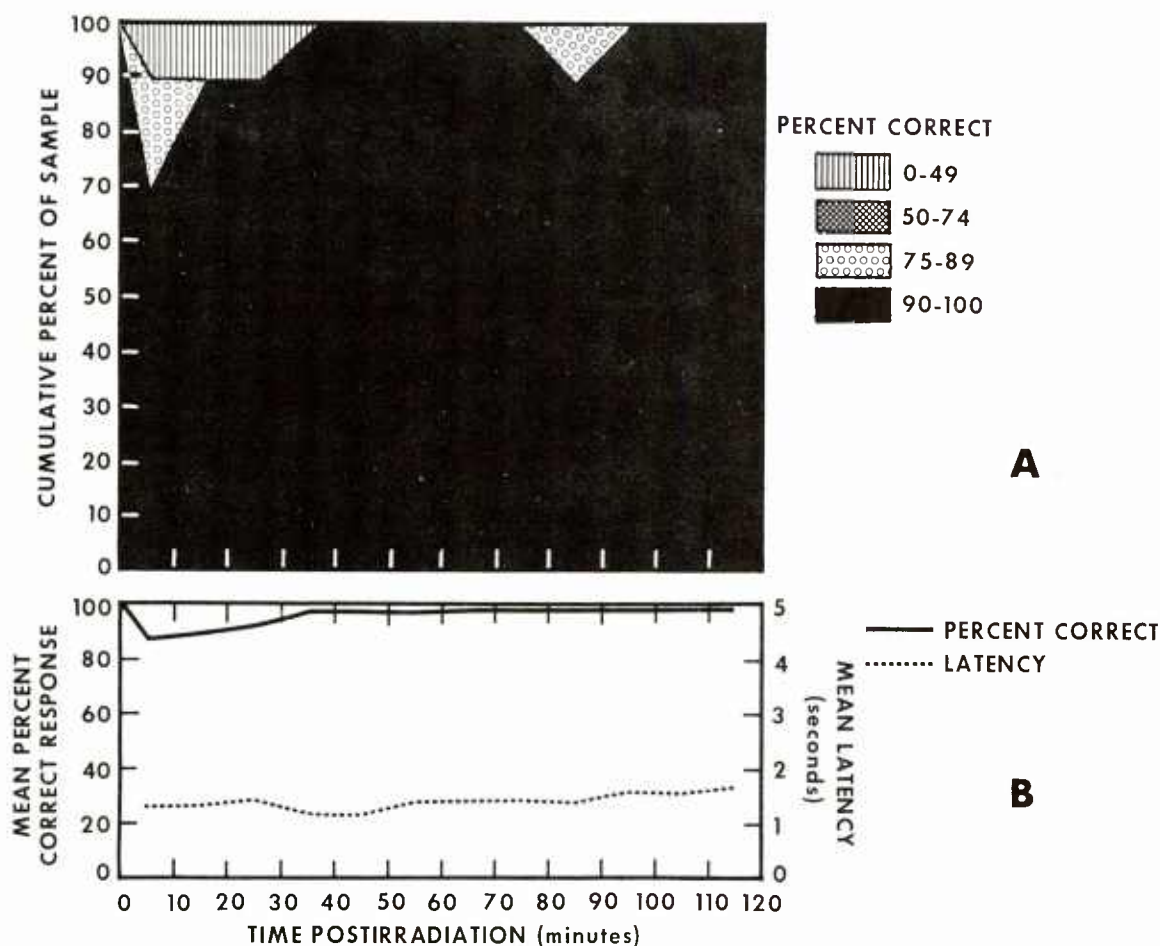 100
90
80
70
60
50
40
30
20
10
0
CUMULATIVE PERCENT OF SAMPLE
PERCENT CORRECT
0-49
50-74
75-89
90-100
A
100
80
60
40
20
0
MEAN PERCENT
CORRECT RESPONSE
5
4
3
2
1
0
MEAN LATENCY
(seconds)
PERCENT CORRECT
LATENCY
B
0 10 20 30 40 50 60 70 80 90 100 110 120
TIME POSTIRRADIATION (minutes)